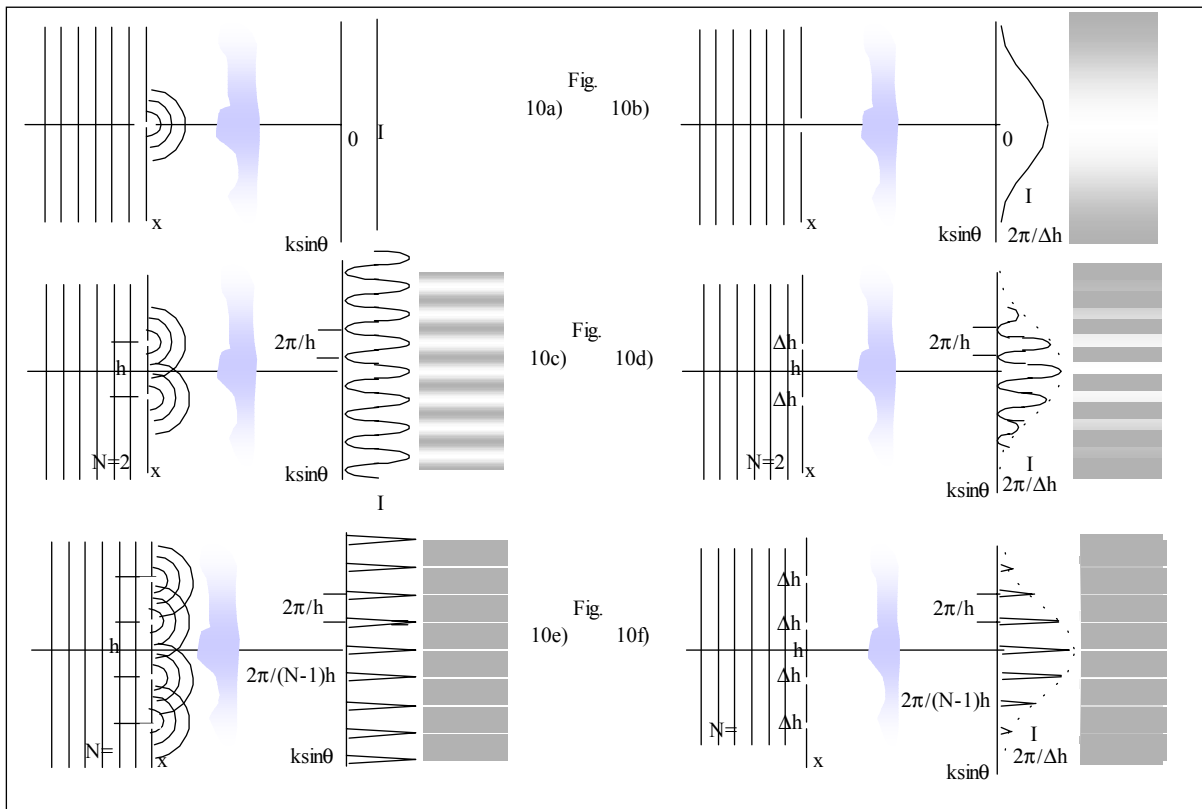 Fig.
10a) 10b)
0
I
x
ksinθ
0
I
ksinθ 2π/Δh
2π/h
h
N=2
x
ksinθ
I
Fig.
10c) 10d)
Δh
h
Δh
N=2
x
2π/h
I
ksinθ 2π/Δh
2π/h
h
2π/(N-1)h
N=
x
ksinθ
Fig.
10e) 10f)
Δh
Δh
h
Δh
Δh
N=
x
2π/h
2π/(N-1)h
I
ksinθ 2π/Δh